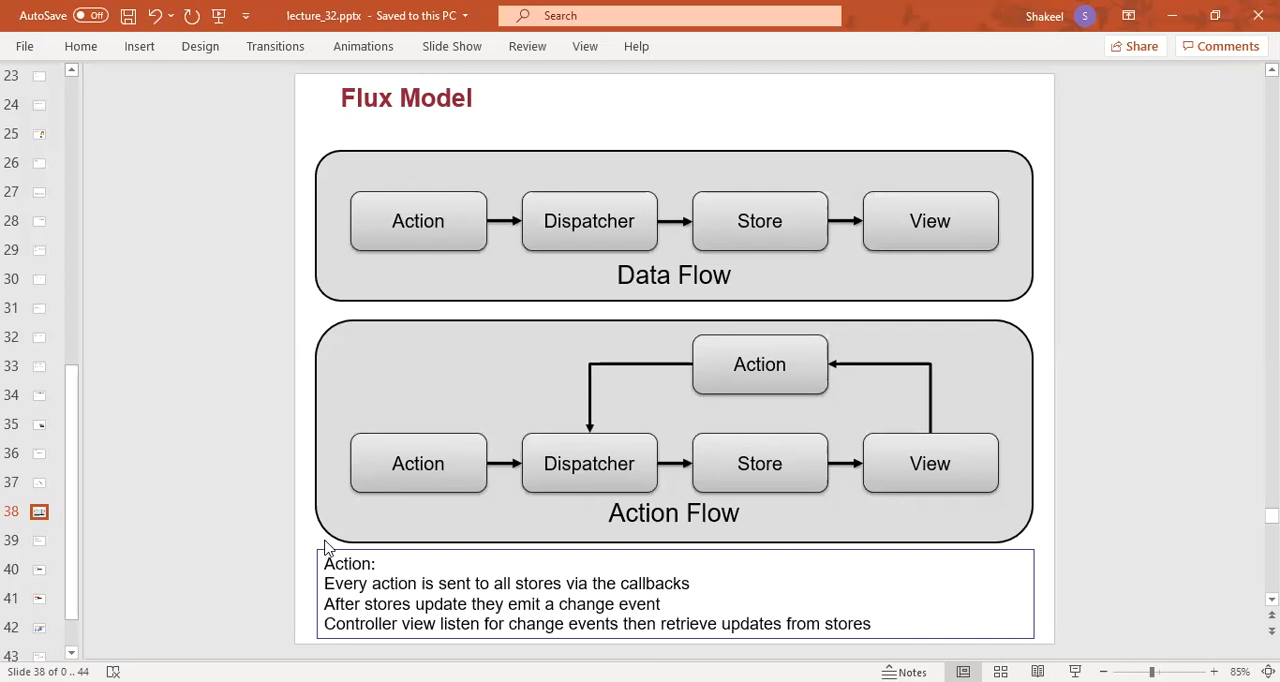 AutoSave Off lecture_32.pptx - Saved to this PC Search Shakeel S
File Home Insert Design Transitions Animations Slide Show Review View Help Share Comments
23
24
25
26
27
28
29
30
31
32
33
34
35
36
37
38
39
40
41
42
43
Flux Model
Action Dispatcher Store View
Data Flow
Action
Action Dispatcher Store View
Action Flow
Action:
Every action is sent to all stores via the callbacks
After stores update they emit a change event
Controller view listen for change events then retrieve updates from stores
Slide 38 of 0 .. 44 Notes 85%